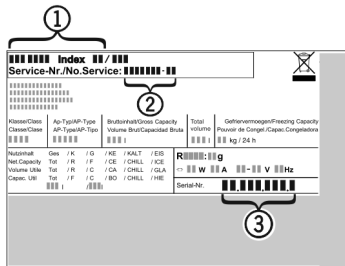 1
Index /
Service-Nr./No.Service: -
2
Klasse/Class Ap-Typ/AP-Type Bruttoinhalt/Gross Capacity Total Gefriervermoegen/Freezing Capacity
Classe/Clase AP-Type/AP-Tipo Volume Brut/Capacidad Bruta volume Pouvoir de Congel./Capac.Congeladora
l l kg / 24 h
Nutzinhalt Ges / K / G / KE / KALT / EIS
Net.Capacity Tot / R / F / CE / CHILL / ICE
Volume Utile Tot / R / C / CA / CHILL / GLA
Capac. Util Tot / F / C / BO / CHILL / HIE
l / l
R : g
W A - V Hz
Serial-Nr. . . .
3